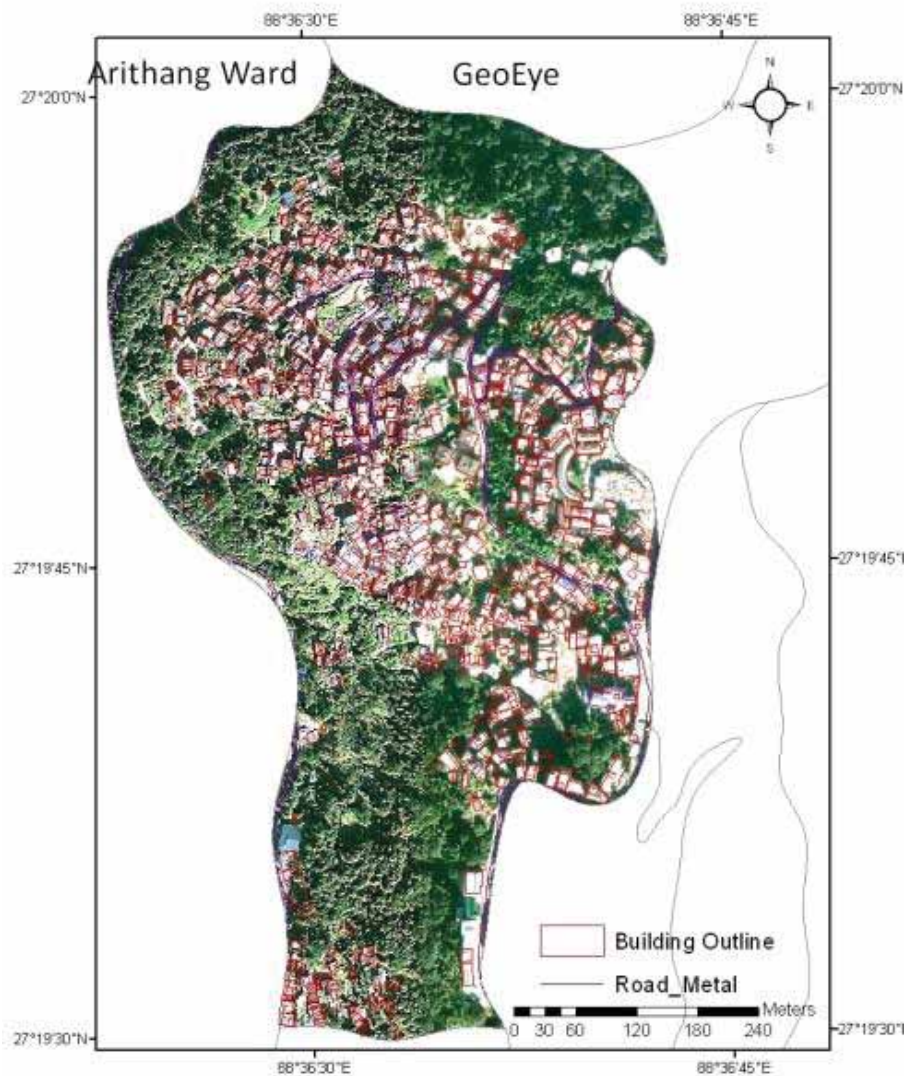 88°36'30"E 88°36'45"E
Arithang Ward GeoEye
N
W E
S
27°20'0"N 27°20'0"N
27°19'45"N 27°19'45"N
Building Outline
Road_Metal
Meters
0 30 60 120 180 240
27°19'30"N 27°19'30"N
88°36'30"E 88°36'45"E